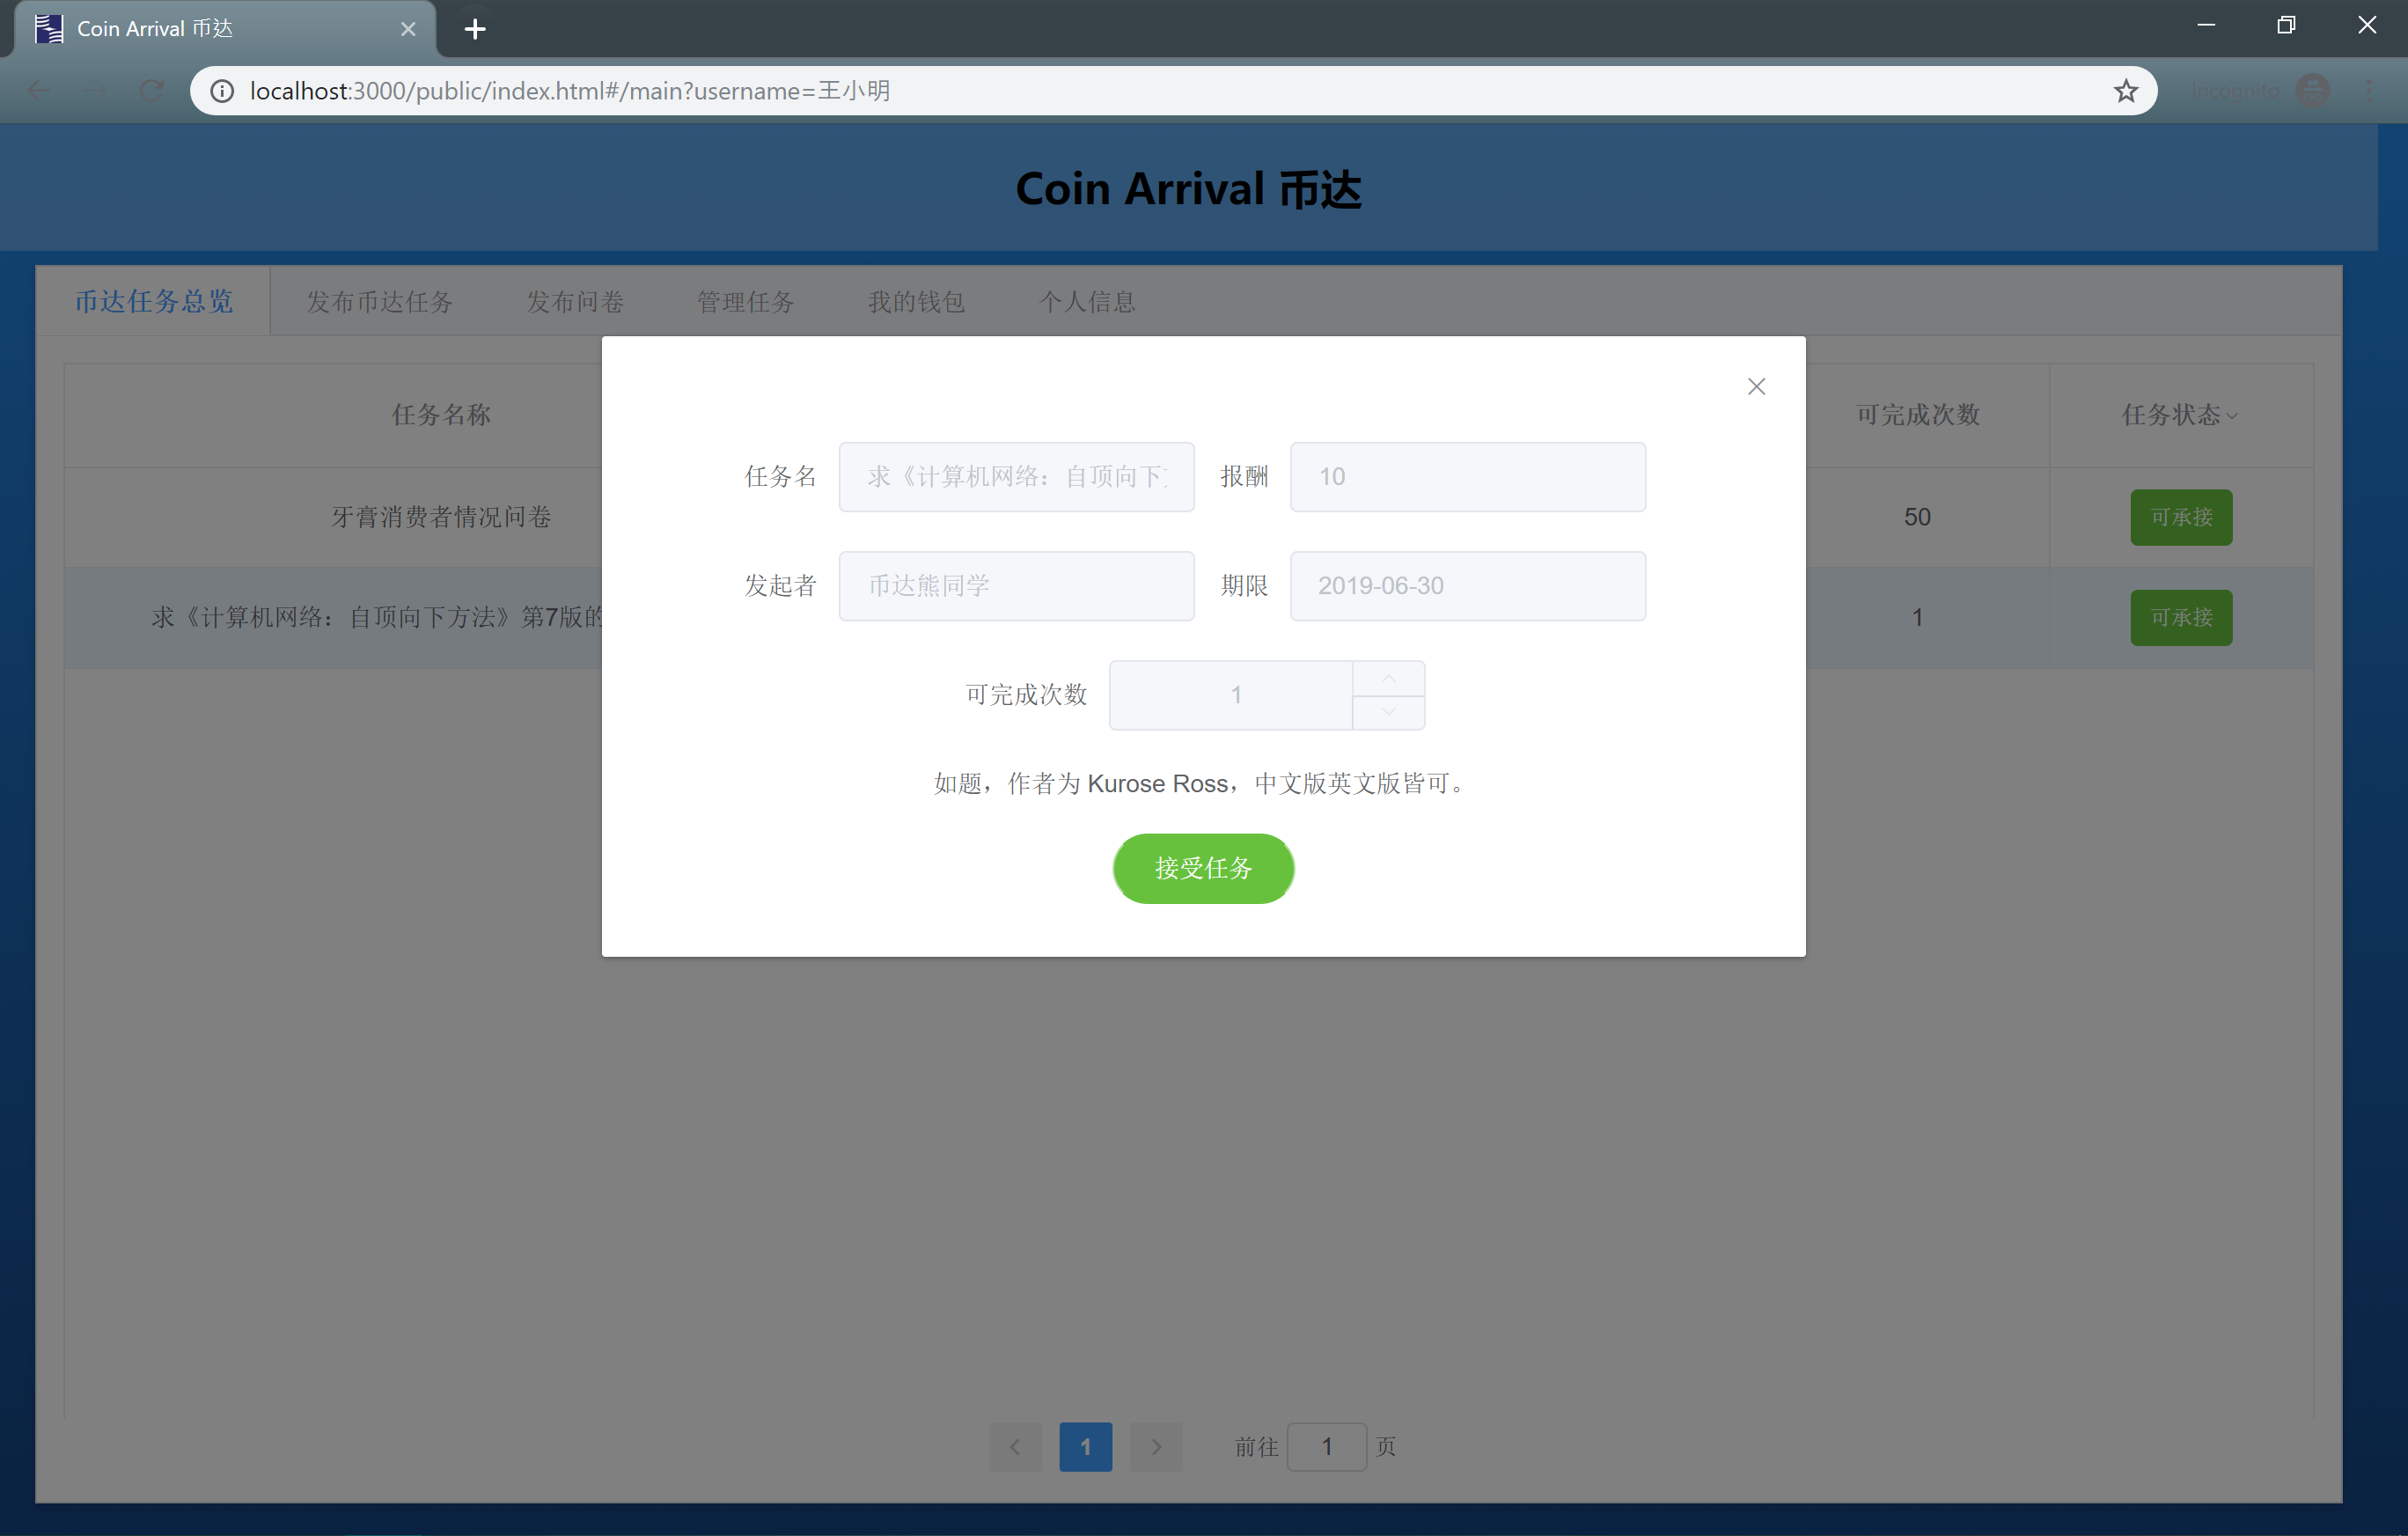 Coin Arrival 币达
localhost:3000/public/index.html#/main?username=王小明
Incognito
Coin Arrival 币达
币达任务总览 发布币达任务 发布问卷 管理任务 我的钱包 个人信息
任务名称 可完成次数 任务状态
牙膏消费者情况问卷 50 可承接
求《计算机网络：自顶向下方法》第7版的 1 可承接
任务名 求《计算机网络：自顶向下 报酬 10
发起者 币达熊同学 期限 2019-06-30
可完成次数 1
如题，作者为 Kurose Ross，中文版英文版皆可。
接受任务
1 前往 1 页